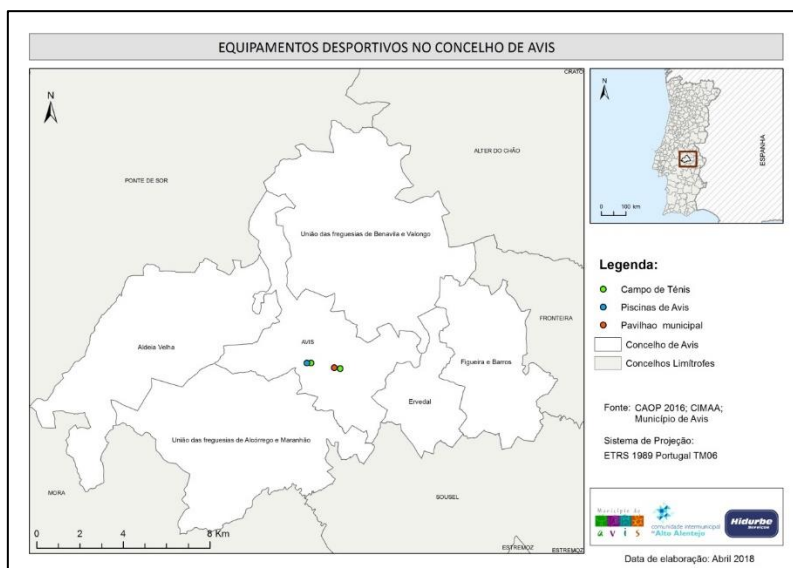 EQUIPAMENTOS DESPORTIVOS NO CONCELHO DE AVIS
N
CRATO
ALTER DO CHÃO
PONTE DE SOR
União das freguesias de Benavila e Valongo
FRONTEIRA
AVIS
Aldeia Velha
Figueira e Barros
Ervedal
União das freguesias de Alcórrego e Maranhão
MORA
SOUSEL
0 2 4 8 Km
ESTREMOZ
ESTREMOZ
N
ESPANHA
0 100 km
Legenda:
Campo de Ténis
Piscinas de Avis
Pavilhao municipal
Concelho de Avis
Concelhos Limítrofes
Fonte: CAOP 2016; CIMAA;
Município de Avis
Sistema de Projeção:
ETRS 1989 Portugal TM06
Município de
avis
comunidade intermunicipal
do Alto Alentejo
Hidurbe
Serviços
Data de elaboração: Abril 2018